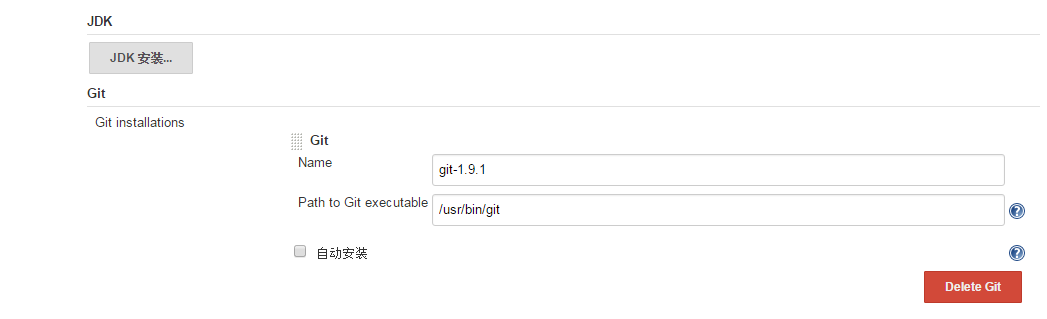 JDK
JDK 安装...
Git
Git installations
Git
Name
git-1.9.1
Path to Git executable
/usr/bin/git
?
自动安装
?
Delete Git